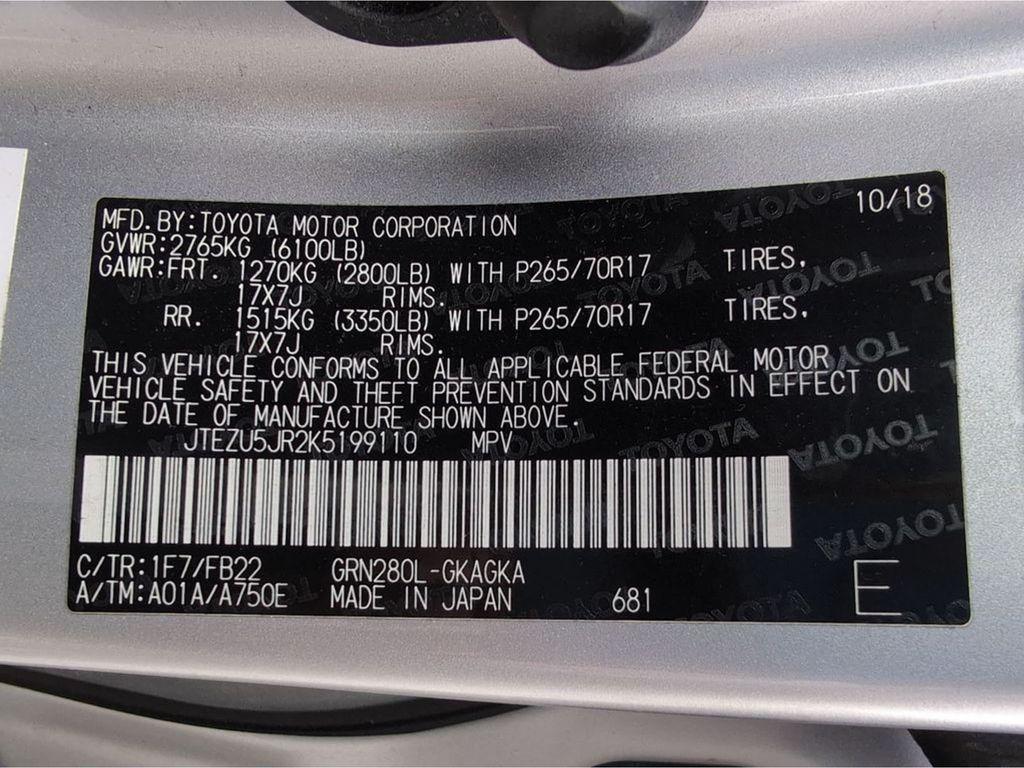 10/18
MFD.BY:TOYOTA MOTOR CORPORATION
GVWR:2765KG (6100LB)
GAWR:FRT. 1270KG (2800LB) WITH P265/70R17 TIRES,
17X7J RIMS.
RR. 1515KG (3350LB) WITH P265/70R17 TIRES,
17X7J RIMS.
THIS VEHICLE CONFORMS TO ALL APPLICABLE FEDERAL MOTOR
VEHICLE SAFETY AND THEFT PREVENTION STANDARDS IN EFFECT ON
THE DATE OF MANUFACTURE SHOWN ABOVE.
JTEZU5JR2K5199110 MPV
C/TR:1F7/FB22 GRN280L-GKAGKA
A/TM:A01A/A750E MADE IN JAPAN 681 E